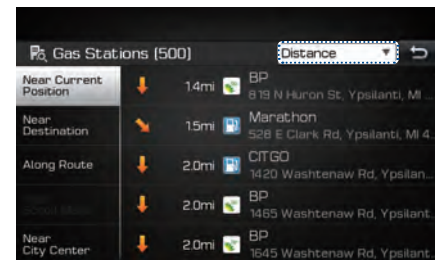 Gas Stations (500)
Distance
Near Current
Position
Near
Destination
Along Route
Near
City Center
1.4mi
BP
619 N Huron St, Ypsilanti, MI ...
1.5mi
Marathon
528 E Clark Rd, Ypsilanti, MI 4.
2.0mi
CITGO
1420 Washtenaw Rd, Ypsilan...
2.0mi
BP
1465 Washtenaw Rd, Ypsilant.
2.0mi
BP
1645 Washtenaw Rd, Ypsilant.